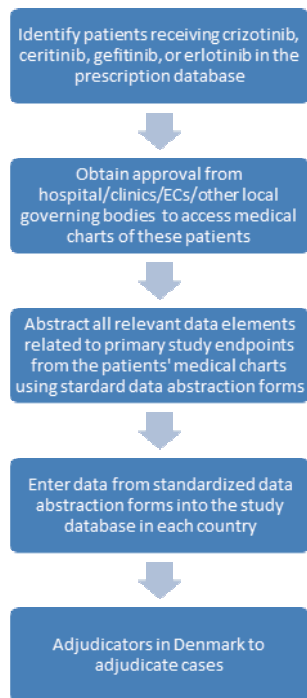 Identify patients receiving crizotinib,
ceritinib, gefitinib, or erlotinib in the
prescription database
Obtain approval from
hospital/clinics/ECs/other local
governing bodies to access medical
charts of these patients
Abstract all relevant data elements
related to primary study endpoints
from the patients' medical charts
using stardard data abstraction forms
Enter data from standardized data
abstraction forms into the study
database in each country
Adjudicators in Denmark to
adjudicate cases